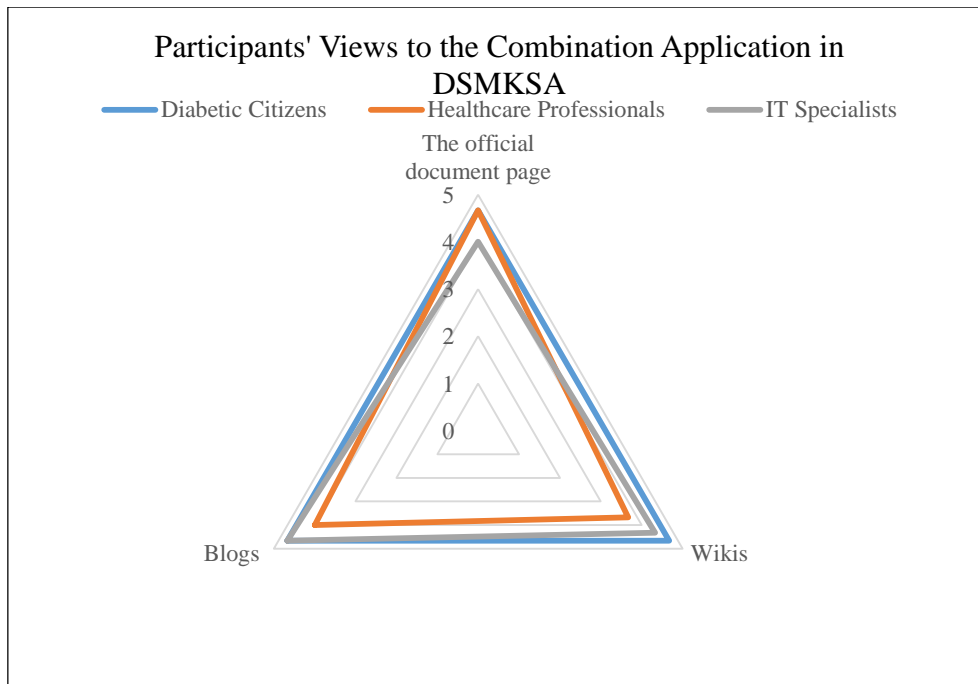 Participants' Views to the Combination Application in
DSMKSA
Diabetic Citizens
Healthcare Professionals
IT Specialists
The official
document page
5
4
3
2
1
0
Blogs
Wikis